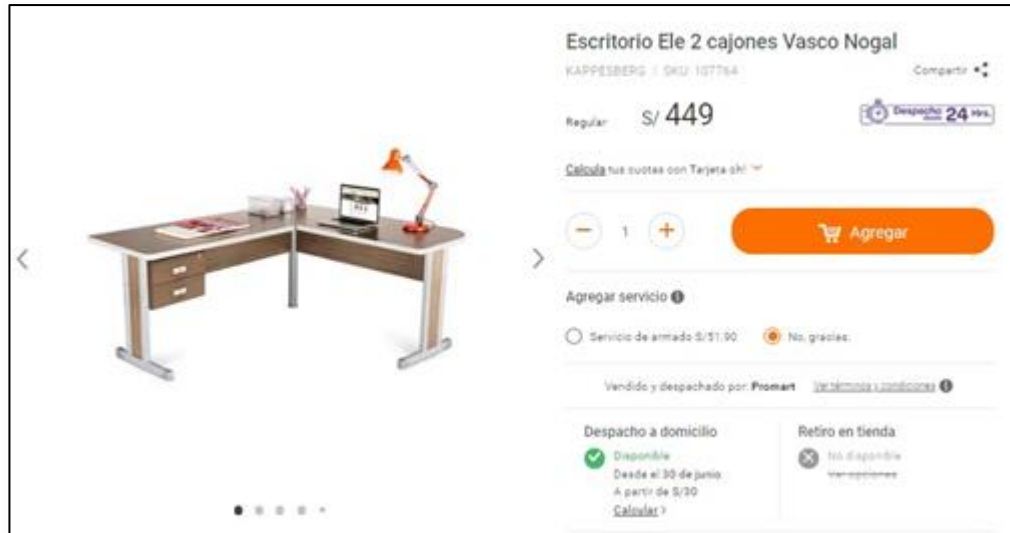 Escritorio Ele 2 cajones Vasco Nogal
KAPPESBERG / SKU: 107764
Compartir
Regular S/ 449
Despacho desde 24 Hrs.
Calcula tus cuotas con Tarjeta oh!
1
Agregar
Agregar servicio
Servicio de armado S/51.90
No, gracias.
Vendido y despachado por: Promart Ver términos y condiciones
Despacho a domicilio
Disponible
Desde el 30 de junio
A partir de S/30
Calcular >
Retiro en tienda
No disponible
Ver opciones